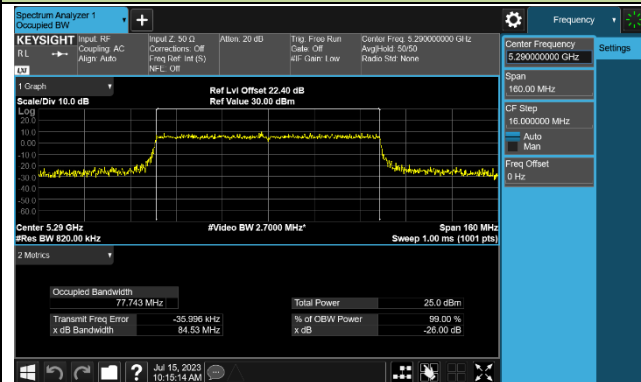 Spectrum Analyzer 1
Occupied BW
Frequency
KEYSIGHT
RL
LXI
Input: RF
Coupling: AC
Align: Auto
Input Z: 50 Ω
Corrections: Off
Freq Ref: Int (S)
NFE: Off
Atten: 20 dB
Trig: Free Run
Gate: Off
#IF Gain: Low
Center Freq: 5.290000000 GHz
Avg|Hold: 50/50
Radio Std: None
1 Graph
Scale/Div 10.0 dB
Ref Lvl Offset 22.40 dB
Ref Value 30.00 dBm
Log
20.0
10.0
0.00
-10.0
-20.0
-30.0
-40.0
-50.0
-60.0
Center 5.29 GHz
#Video BW 2.7000 MHz*
Span 160 MHz
#Res BW 820.00 kHz
Sweep 1.00 ms (1001 pts)
2 Metrics
Occupied Bandwidth
77.743 MHz
Total Power
25.0 dBm
Transmit Freq Error
-35.996 kHz
% of OBW Power
99.00 %
x dB Bandwidth
84.53 MHz
x dB
-26.00 dB
Center Frequency
5.290000000 GHz
Settings
Span
160.00 MHz
CF Step
16.000000 MHz
Auto
Man
Freq Offset
0 Hz
?
Jul 15, 2023
10:15:14 AM